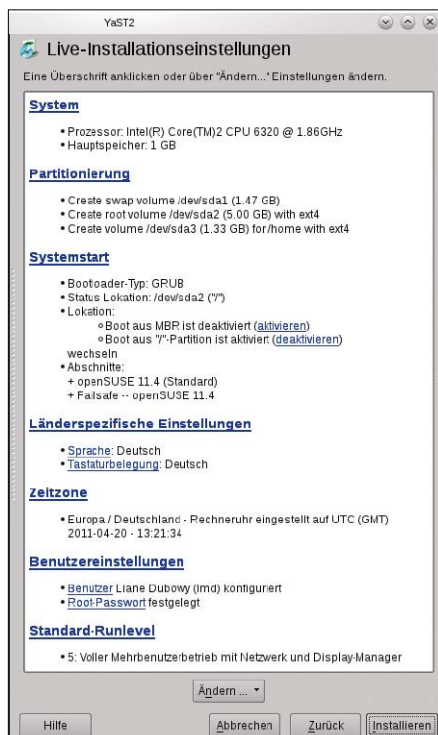 YaST2
Live-Installationseinstellungen
Eine Überschrift anklicken oder über "Ändern..." Einstellungen ändern.
System
• Prozessor: Intel(R) Core(TM)2 CPU 6320 @ 1.86GHz
• Hauptspeicher: 1 GB
Partitionierung
• Create swap volume /dev/sda1 (1.47 GB)
• Create root volume /dev/sda2 (5.00 GB) with ext4
• Create volume /dev/sda3 (1.33 GB) for /home with ext4
Systemstart
• Bootloader-Typ: GRUB
• Status Lokation: /dev/sda2 ("/")
• Lokation:
Boot aus MBR ist deaktiviert (aktivieren)
Boot aus "/"-Partition ist aktiviert (deaktivieren)
wechseln
• Abschnitte:
+ openSUSE 11.4 (Standard)
+ Failsafe -- openSUSE 11.4
Länderspezifische Einstellungen
• Sprache: Deutsch
• Tastaturbelegung: Deutsch
Zeitzone
• Europa / Deutschland - Rechneruhr eingestellt auf UTC (GMT)
2011-04-20 - 13:21:34
Benutzereinstellungen
• Benutzer Liane Dubowy (lmd) konfiguriert
• Root-Passwort festgelegt
Standard-Runlevel
• 5: Voller Mehrbenutzerbetrieb mit Netzwerk und Display-Manager
Ändern ...
Hilfe
Abbrechen
Zurück
Installieren